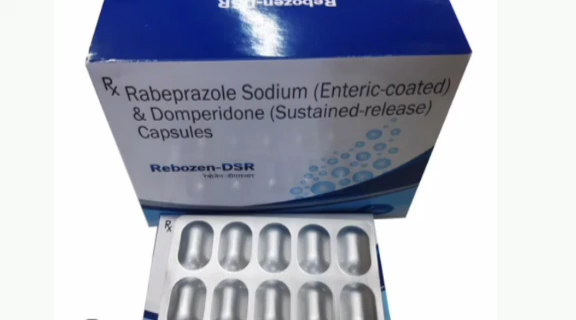 Rebozen-DSR
Rx Rabeprazole Sodium (Enteric-coated)
& Domperidone (Sustained-release)
Capsules
Rebozen-DSR
Rx